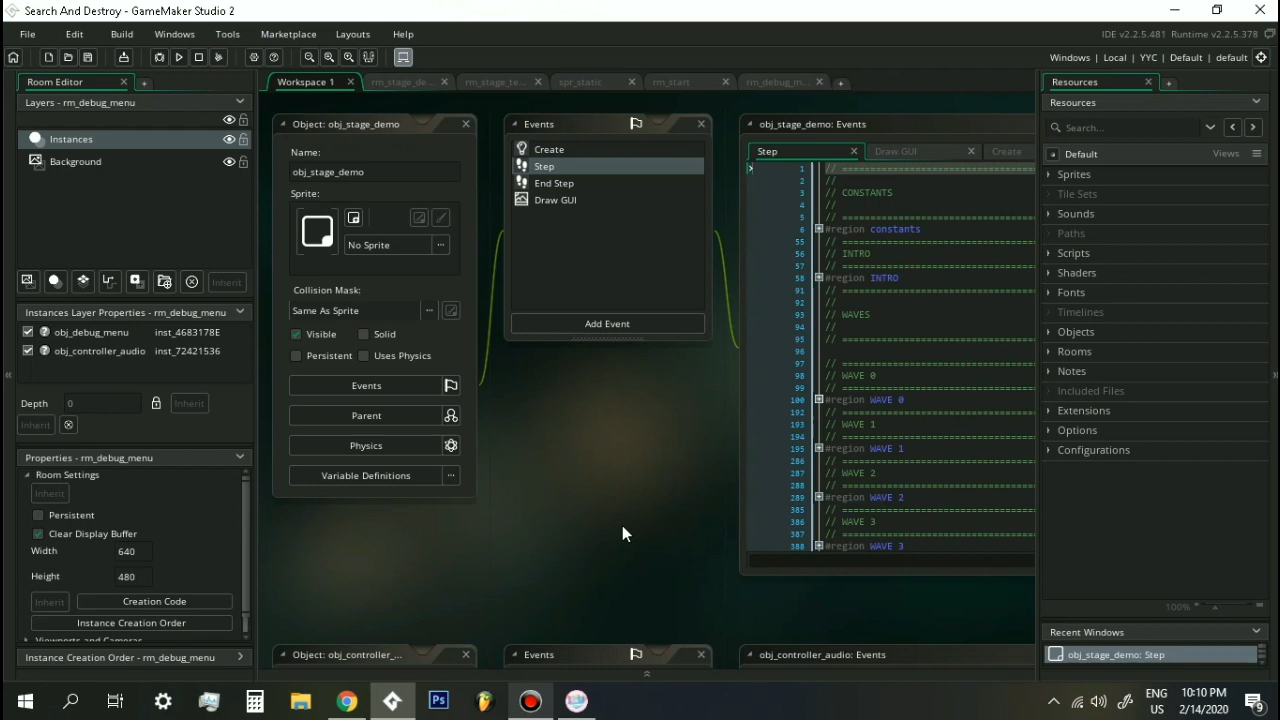 Search And Destroy - GameMaker Studio 2
File Edit Build Windows Tools Marketplace Layouts Help
IDE v2.2.5.481 Runtime v2.2.5.378
Windows | Local | YYC | Default | default
Room Editor
Layers - rm_debug_menu
Instances
Background
Inherit
Instances Layer Properties - rm_debug_menu
obj_debug_menu inst_4683178E
obj_controller_audio inst_72421536
Depth 0 Inherit
Inherit
Properties - rm_debug_menu
Room Settings
Inherit
Persistent
Clear Display Buffer
Width 640
Height 480
Inherit Creation Code
Instance Creation Order
Viewports and Cameras
Instance Creation Order - rm_debug_menu
Workspace 1 rm_stage_de... rm_stage_te... spr_static rm_start rm_debug_m...
Object: obj_stage_demo
Name:
obj_stage_demo
Sprite:
No Sprite ...
Collision Mask:
Same As Sprite ...
Visible Solid
Persistent Uses Physics
Events
Parent
Physics
Variable Definitions ...
Events
Create
Step
End Step
Draw GUI
Add Event
obj_stage_demo: Events
Step Draw GUI Create
1 // =====================================
2 //
3 // CONSTANTS
4 //
5 // =====================================
6 #region constants
55 // =====================================
56 // INTRO
57 // =====================================
58 #region INTRO
91 // =====================================
92 //
93 // WAVES
94 //
95 // =====================================
96
97 // =====================================
98 // WAVE 0
99 // =====================================
100 #region WAVE 0
192 // =====================================
193 // WAVE 1
194 // =====================================
195 #region WAVE 1
286 // =====================================
287 // WAVE 2
288 // =====================================
289 #region WAVE 2
385 // =====================================
386 // WAVE 3
387 // =====================================
388 #region WAVE 3
Object: obj_controller_...
Events
obj_controller_audio: Events
Resources
Resources
Search...
Default Views
Sprites
Tile Sets
Sounds
Paths
Scripts
Shaders
Fonts
Timelines
Objects
Rooms
Notes
Included Files
Extensions
Options
Configurations
100%
Recent Windows
obj_stage_demo: Step
Ps
ENG
US
10:10 PM
2/14/2020
9